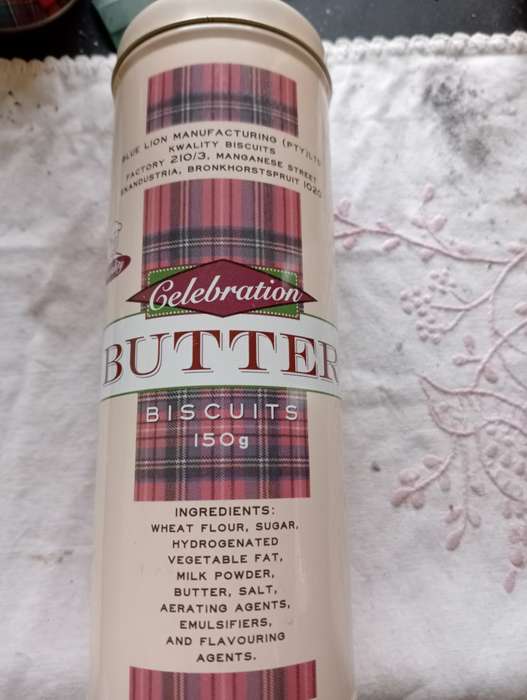 BLUE LION MANUFACTURING (PTY)LTD
KWALITY BISCUITS
FACTORY 210/3, MANGANESE STREET
EKANDUSTRIA, BRONKHORSTSPRUIT 1020
Celebration
BUTTER
BISCUITS
150g
INGREDIENTS:
WHEAT FLOUR, SUGAR,
HYDROGENATED
VEGETABLE FAT,
MILK POWDER,
BUTTER, SALT,
AERATING AGENTS,
EMULSIFIERS,
AND FLAVOURING
AGENTS.